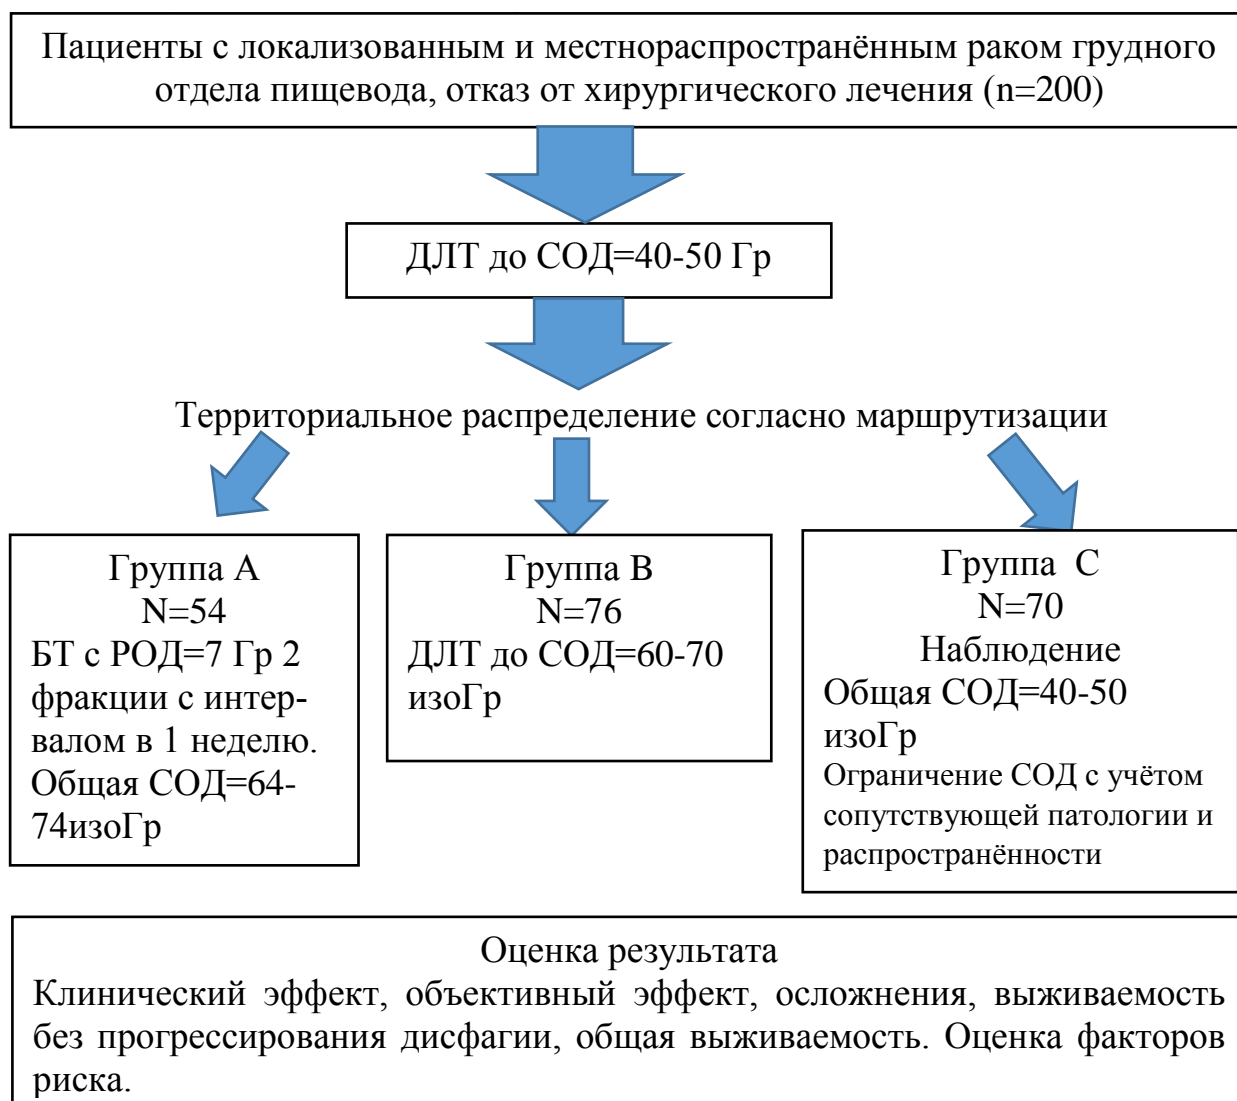 Пациенты с локализованным и местнораспространённым раком грудного
отдела пищевода, отказ от хирургического лечения (n=200)
ДЛТ до СОД=40-50 Гр
Территориальное распределение согласно маршрутизации
Группа А
N=54
БТ с РОД=7 Гр 2
фракции с интер-
валом в 1 неделю.
Общая СОД=64-
74изоГр
Группа В
N=76
ДЛТ до СОД=60-70
изоГр
Группа С
N=70
Наблюдение
Общая СОД=40-50
изоГр
Ограничение СОД с учётом
сопутствующей патологии и
распространённости
Оценка результата
Клинический эффект, объективный эффект, осложнения, выживаемость
без прогрессирования дисфагии, общая выживаемость. Оценка факторов
риска.